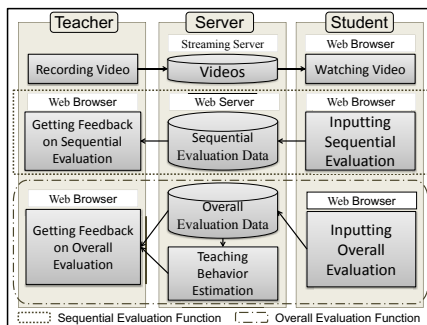 Teacher
Server
Student
Streaming Server
Web Browser
Recording Video
Videos
Watching Video
Web Browser
Web Server
Web Browser
Getting Feedback
on Sequential
Evaluation
Sequential
Evaluation Data
Inputting
Sequential
Evaluation
Web Browser
Overall
Evaluation Data
Web Browser
Getting Feedback
on Overall
Evaluation
Teaching
Behavior
Estimation
Inputting
Overall
Evaluation
Sequential Evaluation Function
Overall Evaluation Function